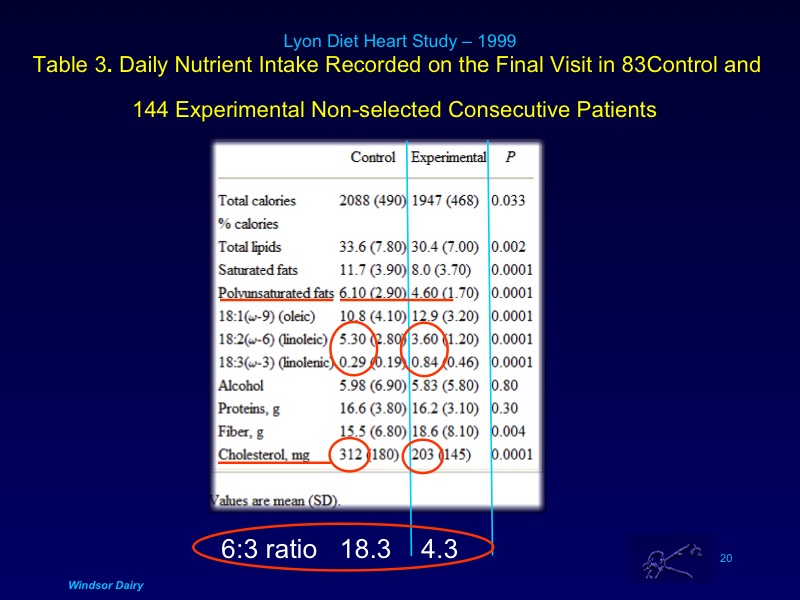 Lyon Diet Heart Study – 1999
Table 3. Daily Nutrient Intake Recorded on the Final Visit in 83Control and
144 Experimental Non-selected Consecutive Patients
Control Experimental P
Total calories 2088 (490) 1947 (468) 0.033
% calories
Total lipids 33.6 (7.80) 30.4 (7.00) 0.002
Saturated fats 11.7 (3.90) 8.0 (3.70) 0.0001
Polyunsaturated fats 6.10 (2.90) 4.60 (1.70) 0.0001
18:1(ω-9) (oleic) 10.8 (4.10) 12.9 (3.20) 0.0001
18:2(ω-6) (linoleic) 5.30 (2.80) 3.60 (1.20) 0.0001
18:3(ω-3) (linolenic) 0.29 (0.19) 0.84 (0.46) 0.0001
Alcohol 5.98 (6.90) 5.83 (5.80) 0.80
Proteins, g 16.6 (3.80) 16.2 (3.10) 0.30
Fiber, g 15.5 (6.80) 18.6 (8.10) 0.004
Cholesterol, mg 312 (180) 203 (145) 0.0001
Values are mean (SD).
6:3 ratio 18.3 4.3
20
Windsor Dairy